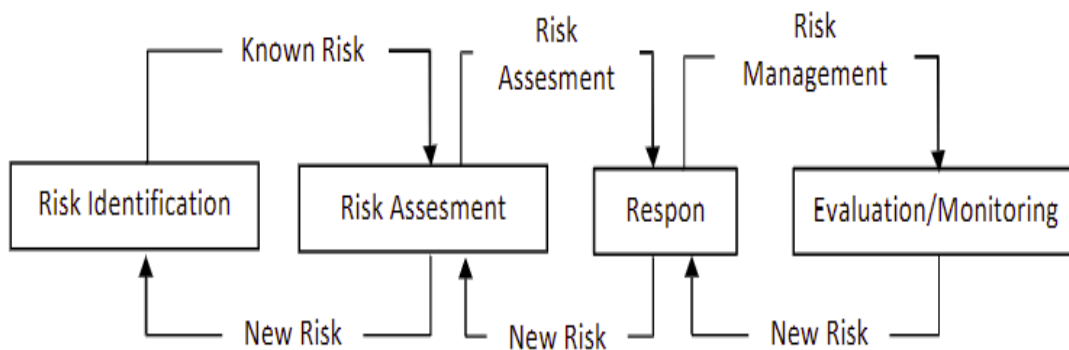 Known Risk
Risk
Assesment
Risk
Management
Risk Identification
Risk Assesment
Respon
Evaluation/Monitoring
New Risk
New Risk
New Risk